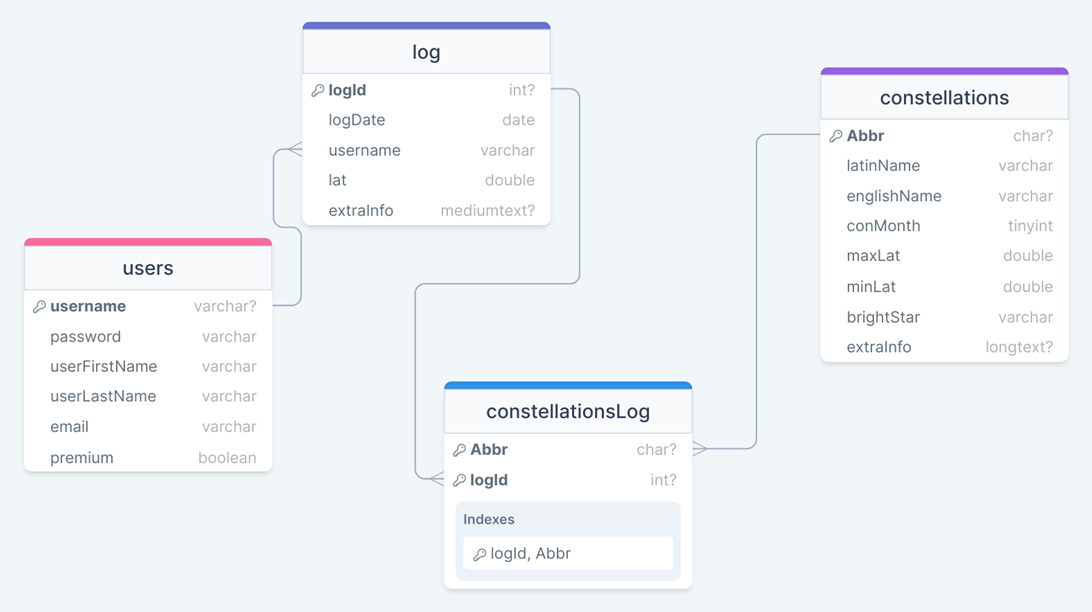 log
logId int?
logDate date
username varchar
lat double
extraInfo mediumtext?
constellations
Abbr char?
latinName varchar
englishName varchar
conMonth tinyint
maxLat double
minLat double
brightStar varchar
extraInfo longtext?
users
username varchar?
password varchar
userFirstName varchar
userLastName varchar
email varchar
premium boolean
constellationsLog
Abbr char?
logId int?
Indexes
logId, Abbr